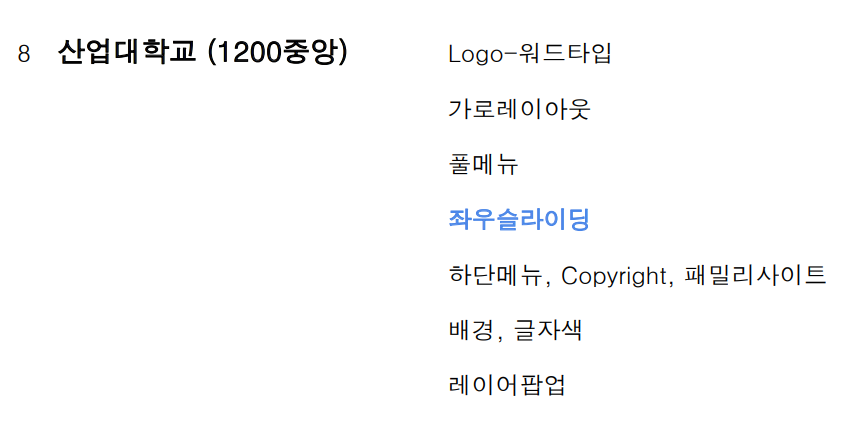 8 산업대학교 (1200중앙) Logo-워드타입
가로레이아웃
풀메뉴
좌우슬라이딩
하단메뉴, Copyright, 패밀리사이트
배경, 글자색
레이어팝업